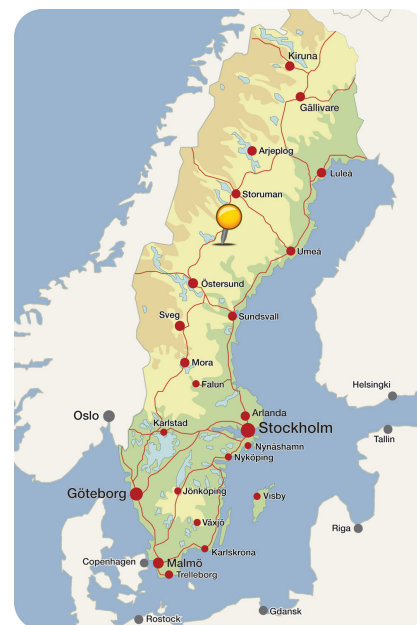 Kiruna
Gällivare
Arjeplog
Luleå
Storuman
Umeå
Östersund
Sveg
Sundsvall
Mora
Falun
Helsingki
Oslo
Arlanda
Karlstad
Stockholm
Tallin
Nynäshamn
Nyköping
Göteborg
Jönköping
Visby
Växjö
Riga
Karlskrona
Copenhagen
Malmö
Trelleborg
Gdansk
Rostock